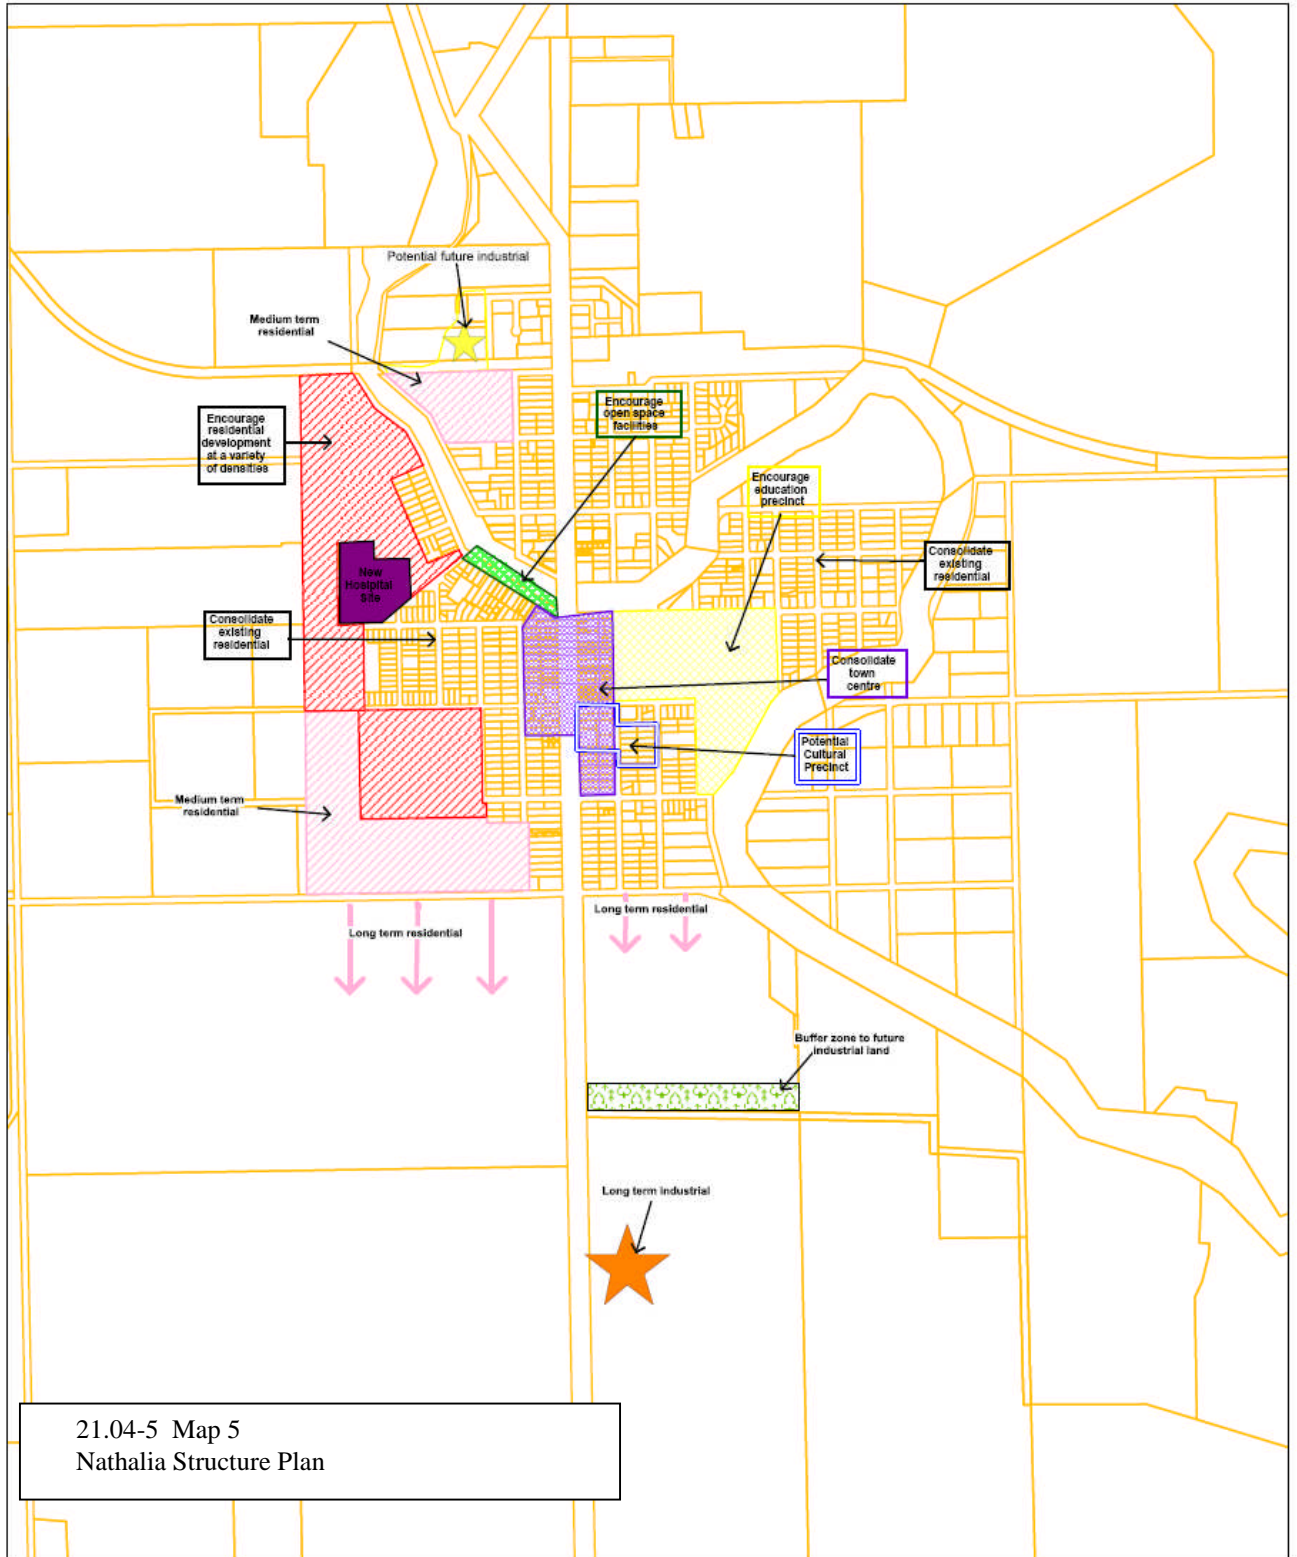 Potential future industrial
Medium term
residential
Encourage
residential
development
at a variety
of densities
Encourage
open space
facilities
Encourage
education
precinct
Consolidate
existing
residential
New
Hosipital
Site
Consolidate
existing
residential
Consolidate
town
centre
Potential
Cultural
Precinct
Medium term
residential
Long term residential
Long term residential
Buffer zone to future
industrial land
Long term industrial
21.04-5 Map 5
Nathalia Structure Plan